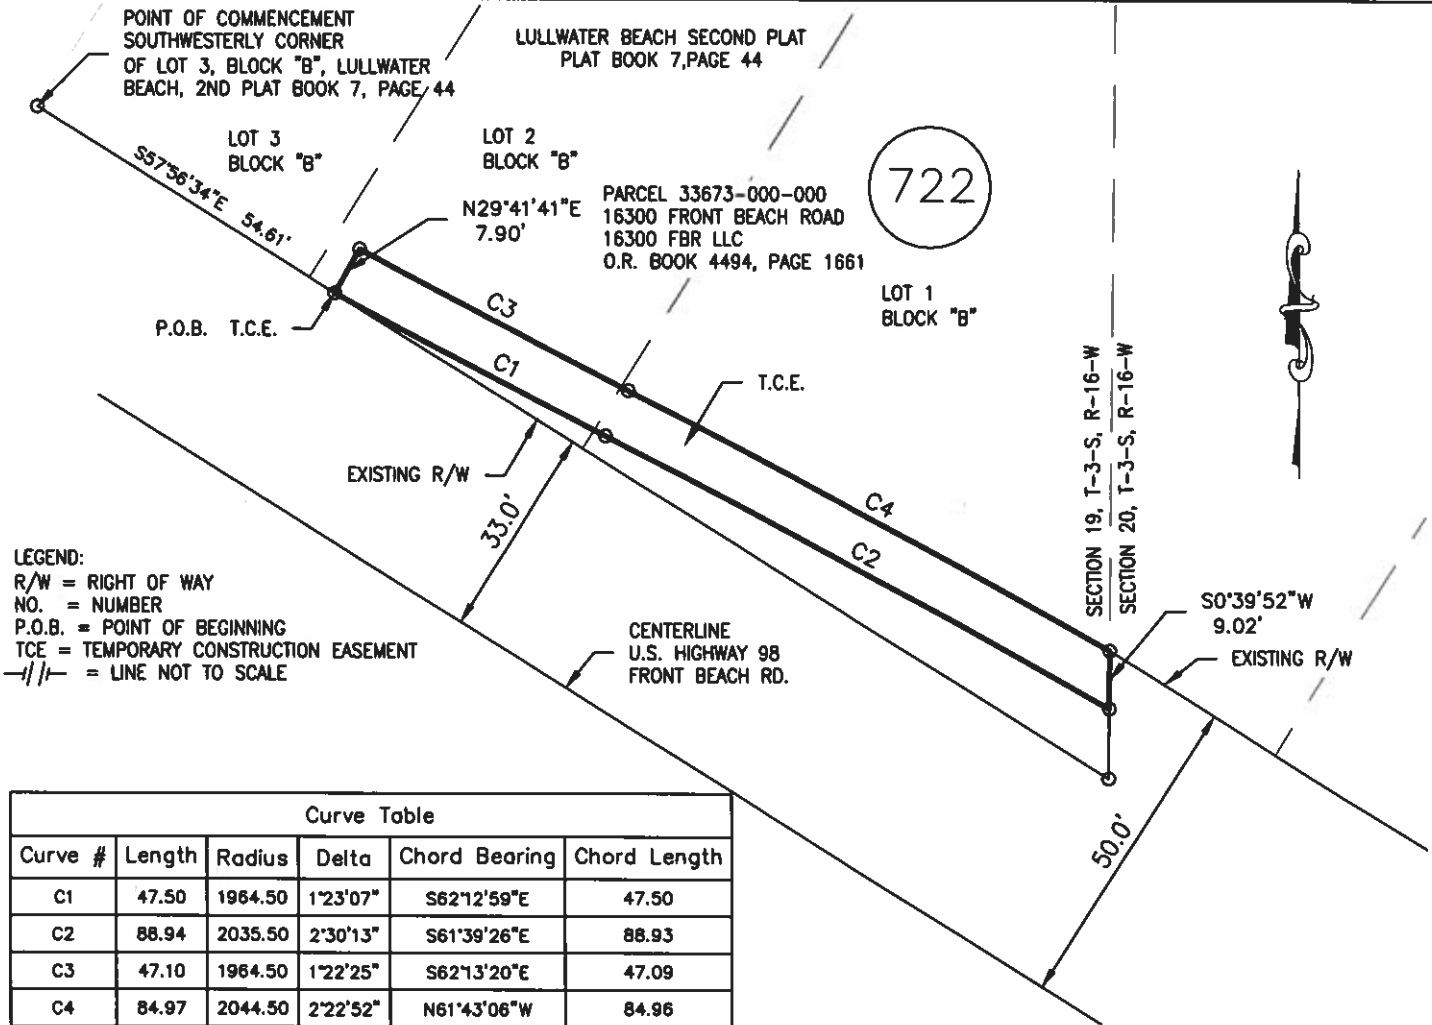 POINT OF COMMENCEMENT
SOUTHWESTERLY CORNER
OF LOT 3, BLOCK "B", LULLWATER
BEACH, 2ND PLAT BOOK 7, PAGE 44
LULLWATER BEACH SECOND PLAT
PLAT BOOK 7,PAGE 44
LOT 3
BLOCK "B"
LOT 2
BLOCK "B"
722
S57°56'34"E 54.61'
N29°41'41"E
7.90'
PARCEL 33673-000-000
16300 FRONT BEACH ROAD
16300 FBR LLC
O.R. BOOK 4494, PAGE 1661
LOT 1
BLOCK "B"
P.O.B. T.C.E.
C3
C1
T.C.E.
EXISTING R/W
33.0'
C4
C2
SECTION 19, T-3-S, R-16-W
SECTION 20, T-3-S, R-16-W
S0°39'52"W
9.02'
EXISTING R/W
LEGEND:
R/W = RIGHT OF WAY
NO. = NUMBER
P.O.B. = POINT OF BEGINNING
TCE = TEMPORARY CONSTRUCTION EASEMENT
= LINE NOT TO SCALE
CENTERLINE
U.S. HIGHWAY 98
FRONT BEACH RD.
50.0'
Curve Table
Curve # Length Radius Delta Chord Bearing Chord Length
C1 47.50 1964.50 1°23'07" S62°12'59"E 47.50
C2 88.94 2035.50 2°30'13" S61°39'26"E 88.93
C3 47.10 1964.50 1°22'25" S62°13'20"E 47.09
C4 84.97 2044.50 2°22'52" N61°43'06"W 84.96